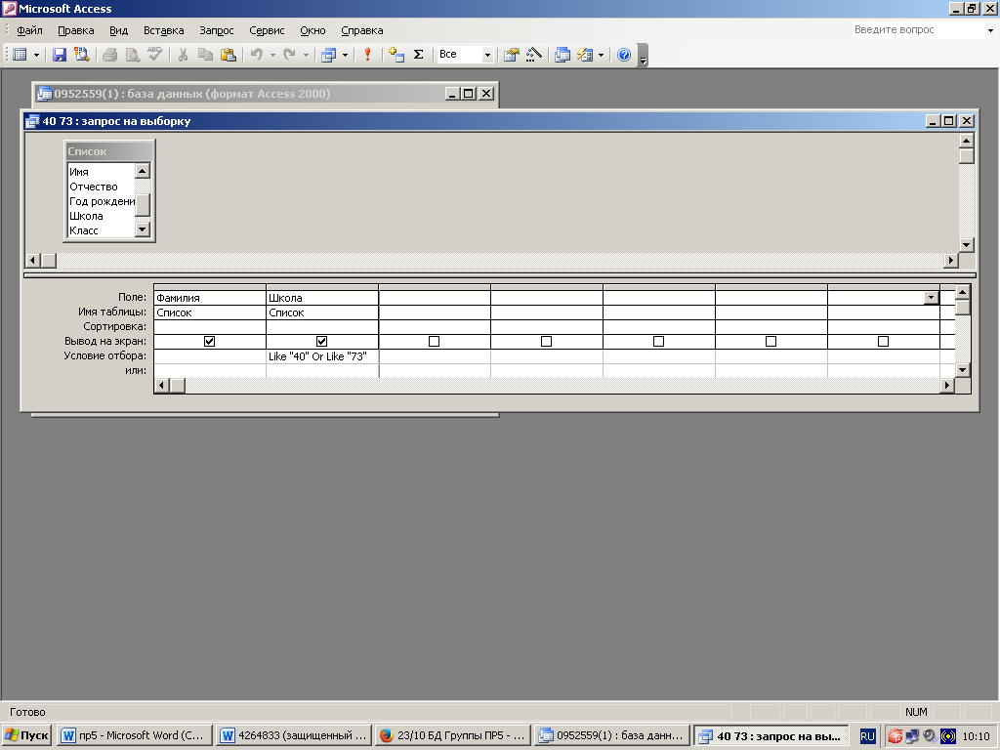 Microsoft Access
Файл Правка Вид Вставка Запрос Сервис Окно Справка Введите вопрос
ABC Все
0952559(1) : база данных (формат Access 2000)
40 73 : запрос на выборку
Список
Имя
Отчество
Год рождени
Школа
Класс
Поле: Фамилия Школа
Имя таблицы: Список Список
Сортировка:
Вывод на экран:
Условие отбора: Like "40" Or Like "73"
или:
Готово NUM
Пуск пр5 - Microsoft Word (С... 4264833 (защищенный ... 23/10 БД Группы ПР5 - ... 0952559(1) : база данн... 40 73 : запрос на вы... RU 10:10